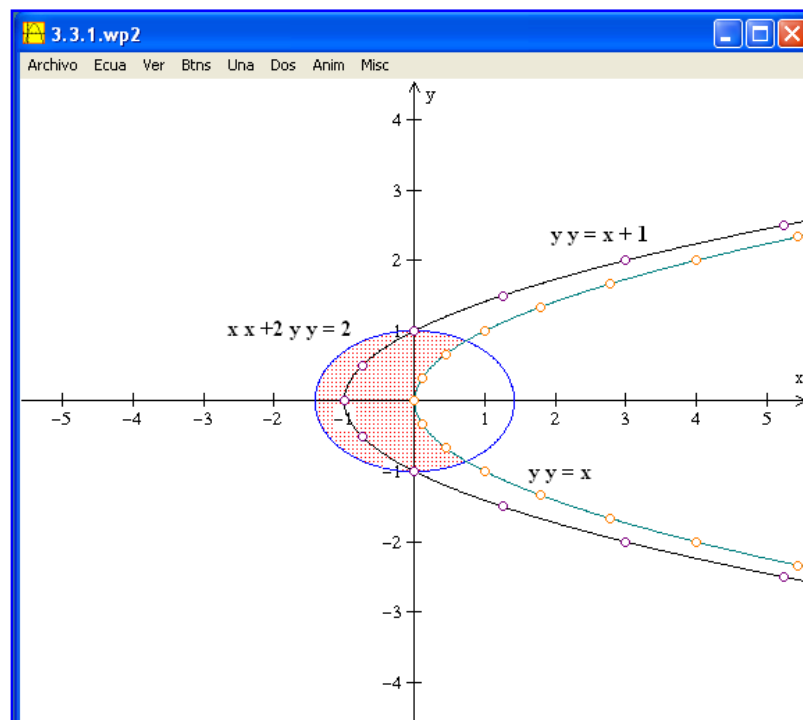 3.3.1.wp2
Archivo Ecua Ver Btns Una Dos Anim Misc
y
4
3
y y = x + 1
2
x x +2 y y = 2
1
x
-5 -4 -3 -2 -1 1 2 3 4 5
y y = x
-1
-2
-3
-4